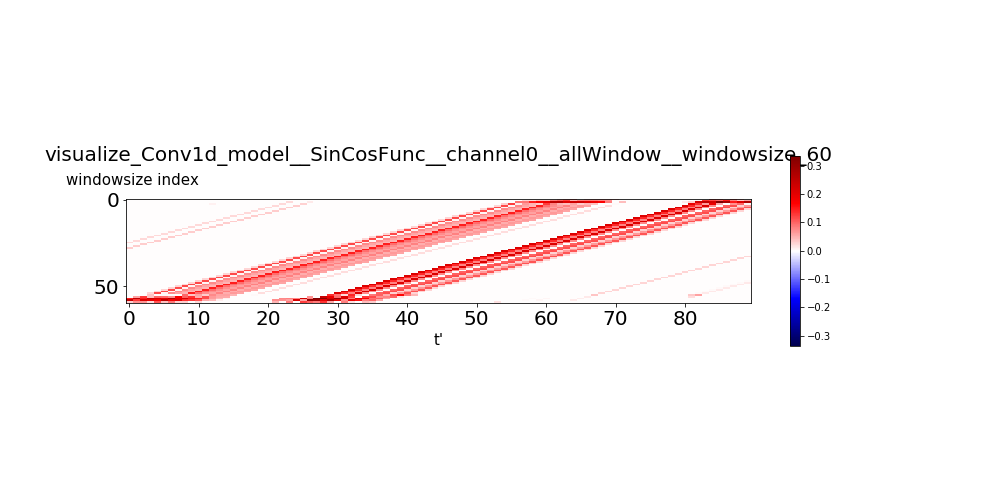 visualize_Conv1d_model__SinCosFunc__channel0__allWindow__windowsize_60
windowsize index
0
50
0 10 20 30 40 50 60 70 80
t'
0.3
0.2
0.1
0.0
−0.1
−0.2
−0.3